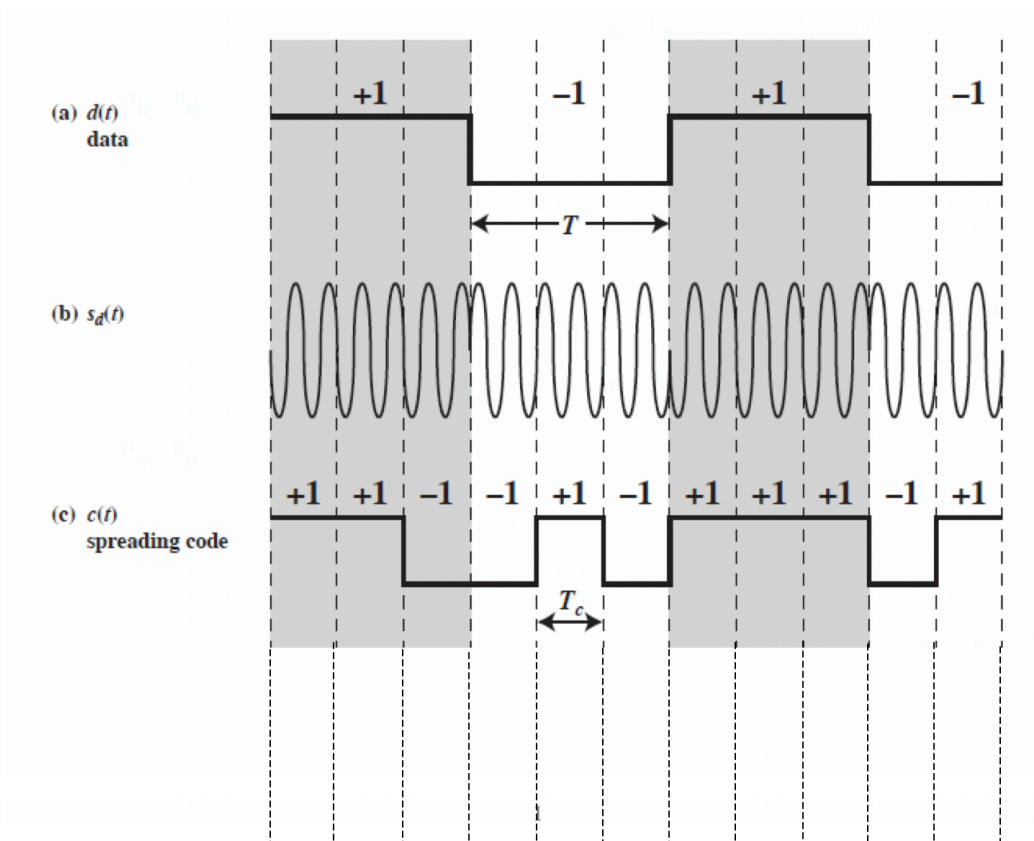 +1 −1 +1 −1
(a) d(t)
data
T
(b) s_d(t)
+1 +1 −1 −1 +1 −1 +1 +1 +1 −1 +1
(c) c(t)
spreading code
T_c